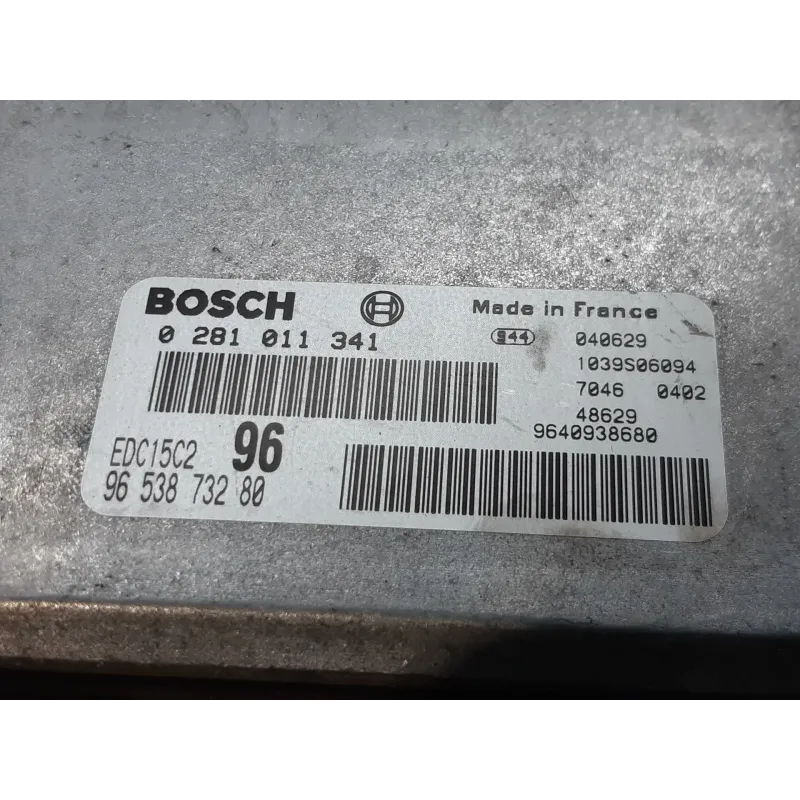 BOSCH Made in France
0 281 011 341 S44 040629
1039S06094
7046 0402
48629
9640938680
EDC15C2 96
96 538 732 80